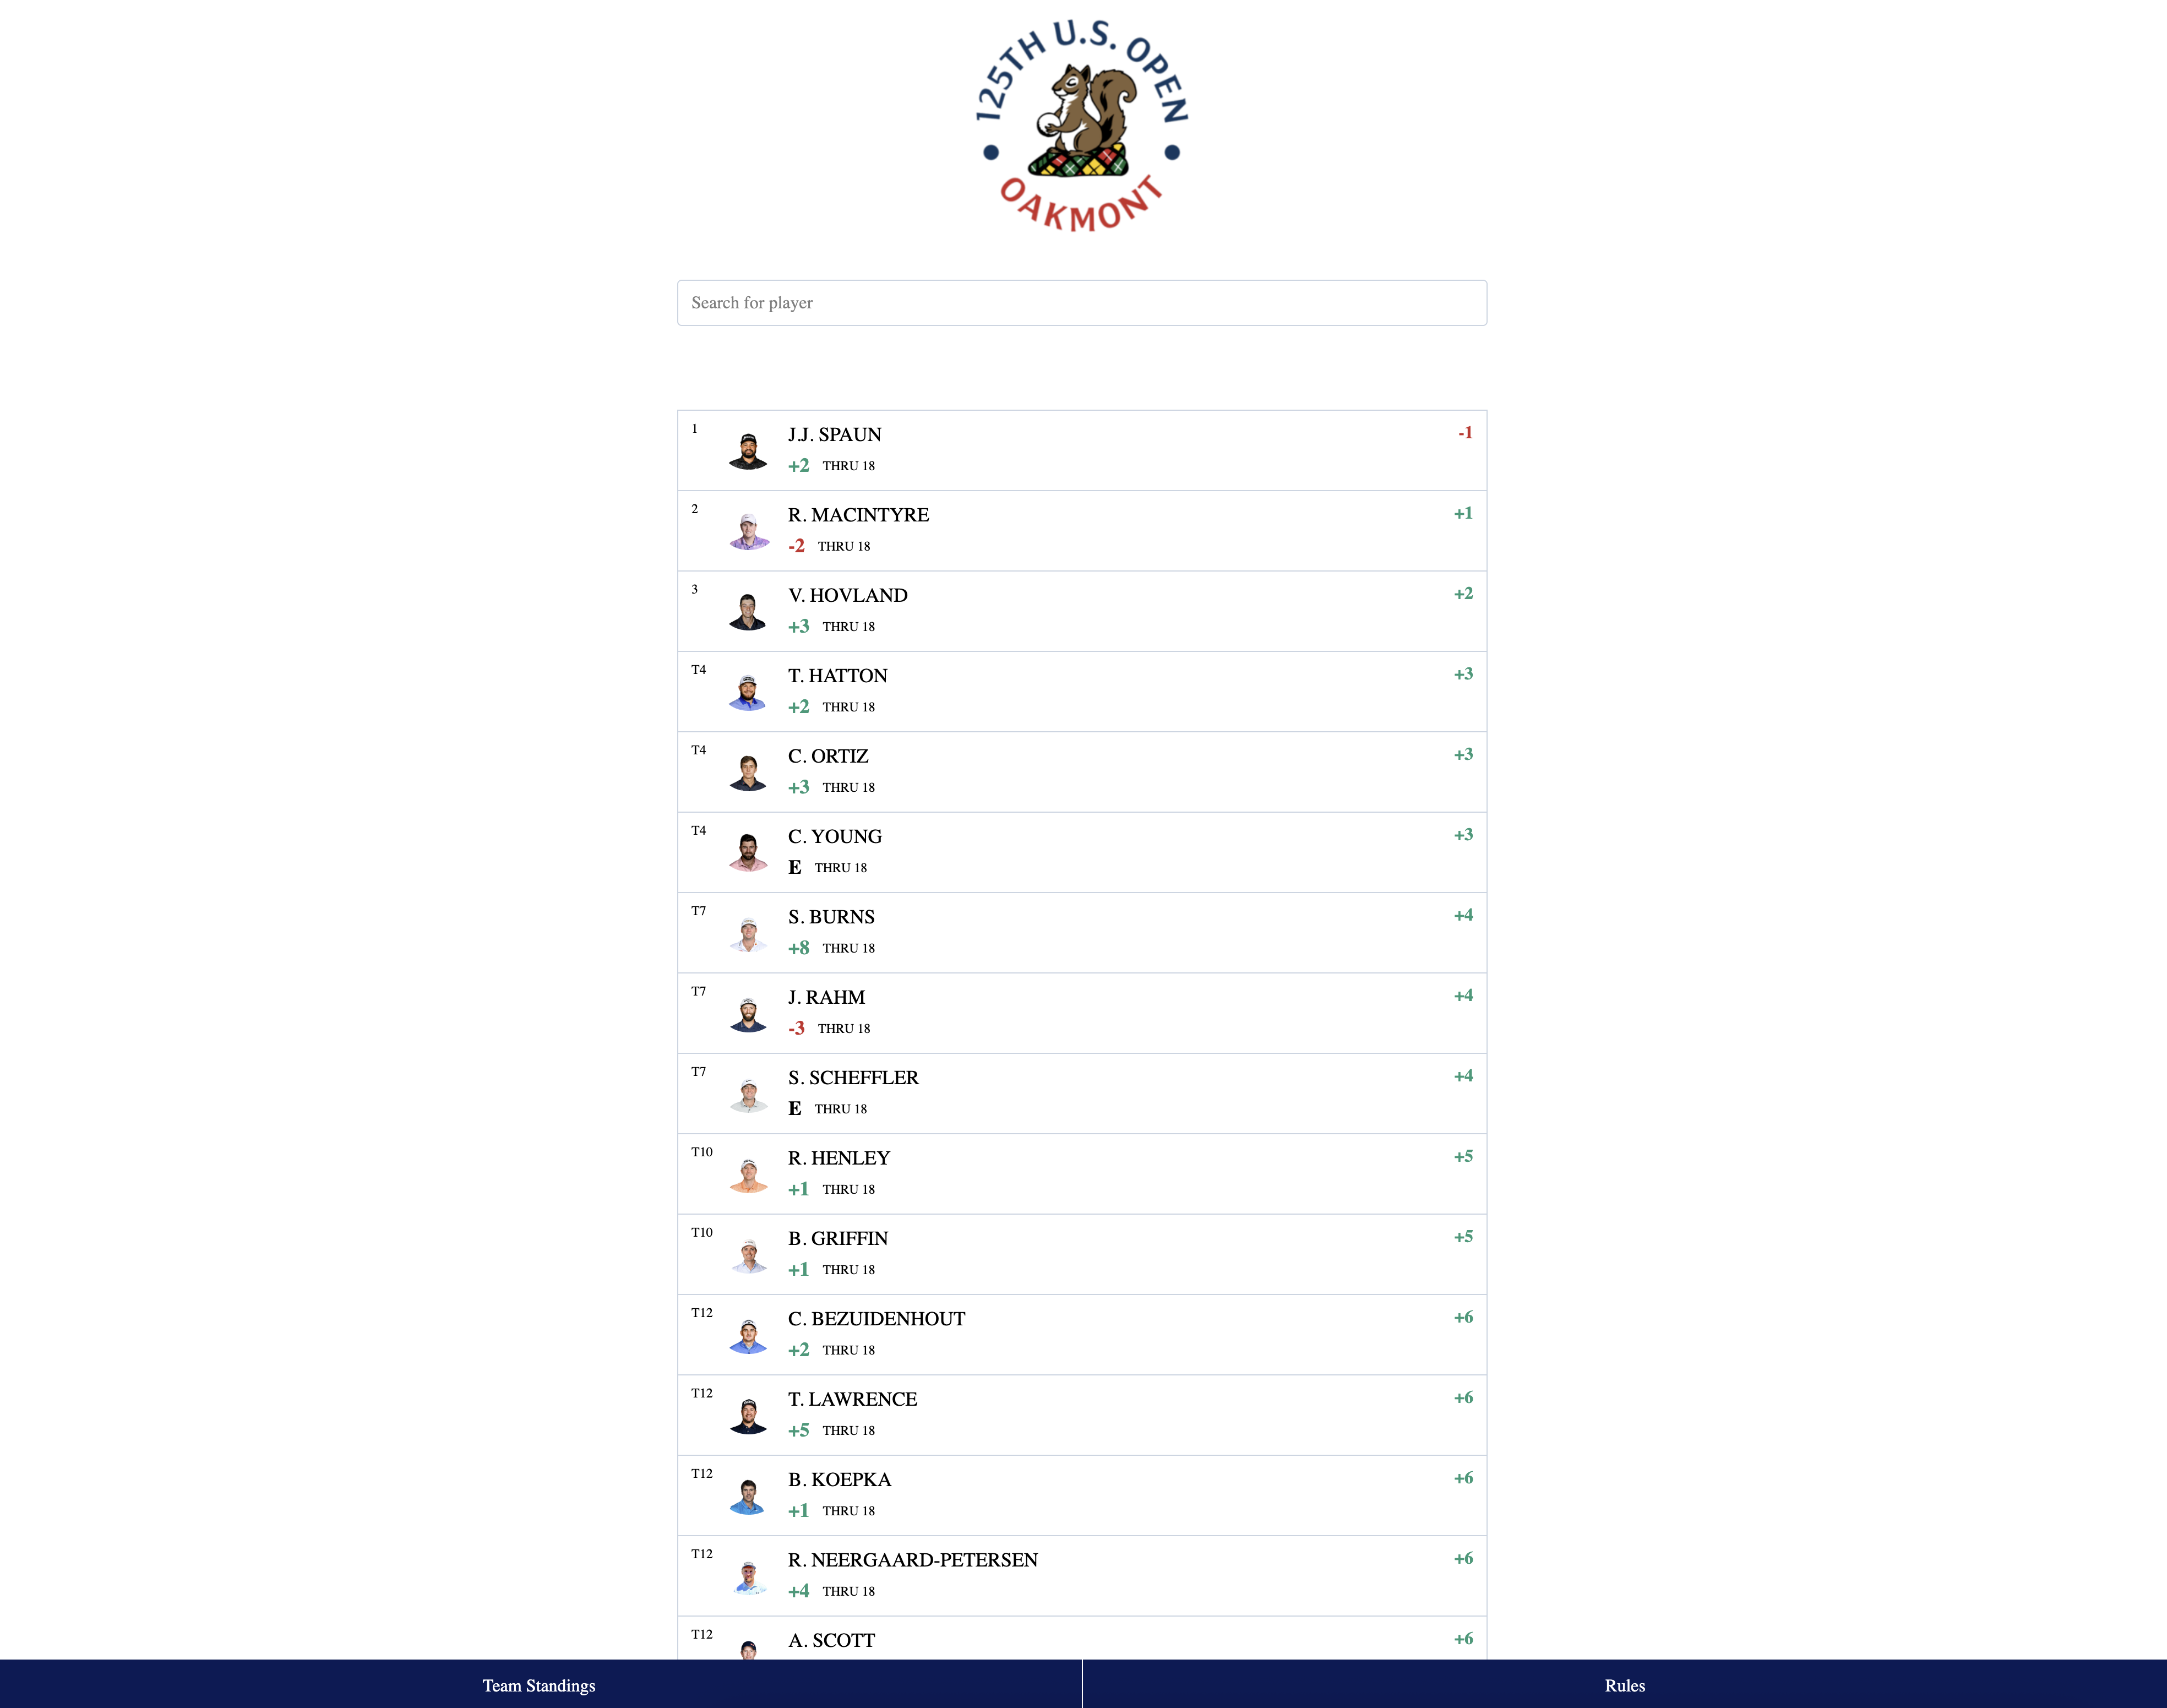 125TH U.S. OPEN
OAKMONT
Search for player
1
J.J. SPAUN
-1
+2 THRU 18
2
R. MACINTYRE
+1
-2 THRU 18
3
V. HOVLAND
+2
+3 THRU 18
T4
T. HATTON
+3
+2 THRU 18
T4
C. ORTIZ
+3
+3 THRU 18
T4
C. YOUNG
+3
E THRU 18
T7
S. BURNS
+4
+8 THRU 18
T7
J. RAHM
+4
-3 THRU 18
T7
S. SCHEFFLER
+4
E THRU 18
T10
R. HENLEY
+5
+1 THRU 18
T10
B. GRIFFIN
+5
+1 THRU 18
T12
C. BEZUIDENHOUT
+6
+2 THRU 18
T12
T. LAWRENCE
+6
+5 THRU 18
T12
B. KOEPKA
+6
+1 THRU 18
T12
R. NEERGAARD-PETERSEN
+6
+4 THRU 18
T12
A. SCOTT
+6
Team Standings
Rules